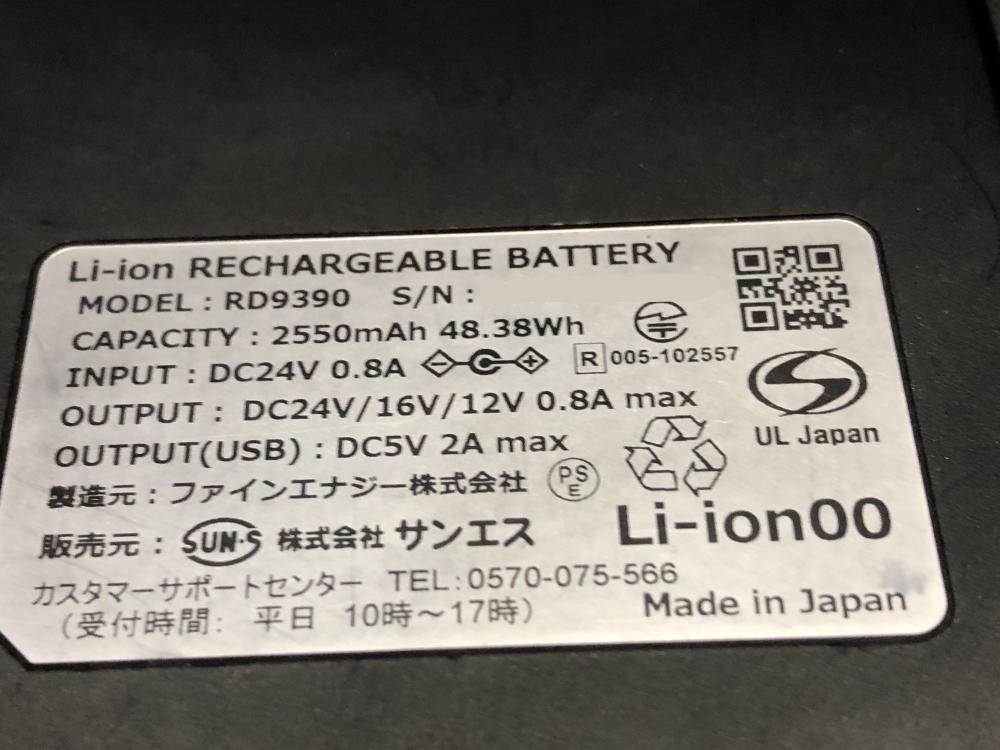 Li-ion RECHARGEABLE BATTERY
MODEL : RD9390 S/N :
CAPACITY : 2550mAh 48.38Wh
INPUT : DC24V 0.8A R 005-102557
OUTPUT : DC24V/16V/12V 0.8A max
OUTPUT(USB) : DC5V 2A max
UL Japan
製造元 : ファインエナジー株式会社 PSE
販売元 : SUN・S 株式会社 サンエス
Li-ion00
カスタマーサポートセンター TEL:0570-075-566
(受付時間: 平日 10時〜17時)
Made in Japan